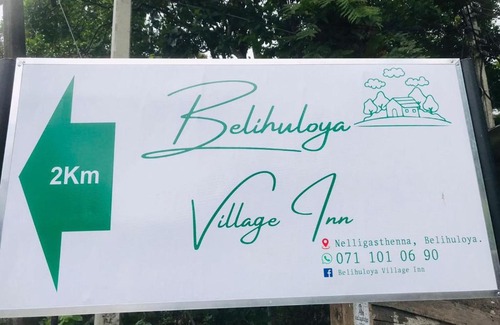 2Km
Belihuloya
Village Inn
Nelligasthenna, Belihuloya.
071 101 06 90
Belihuloya Village Inn